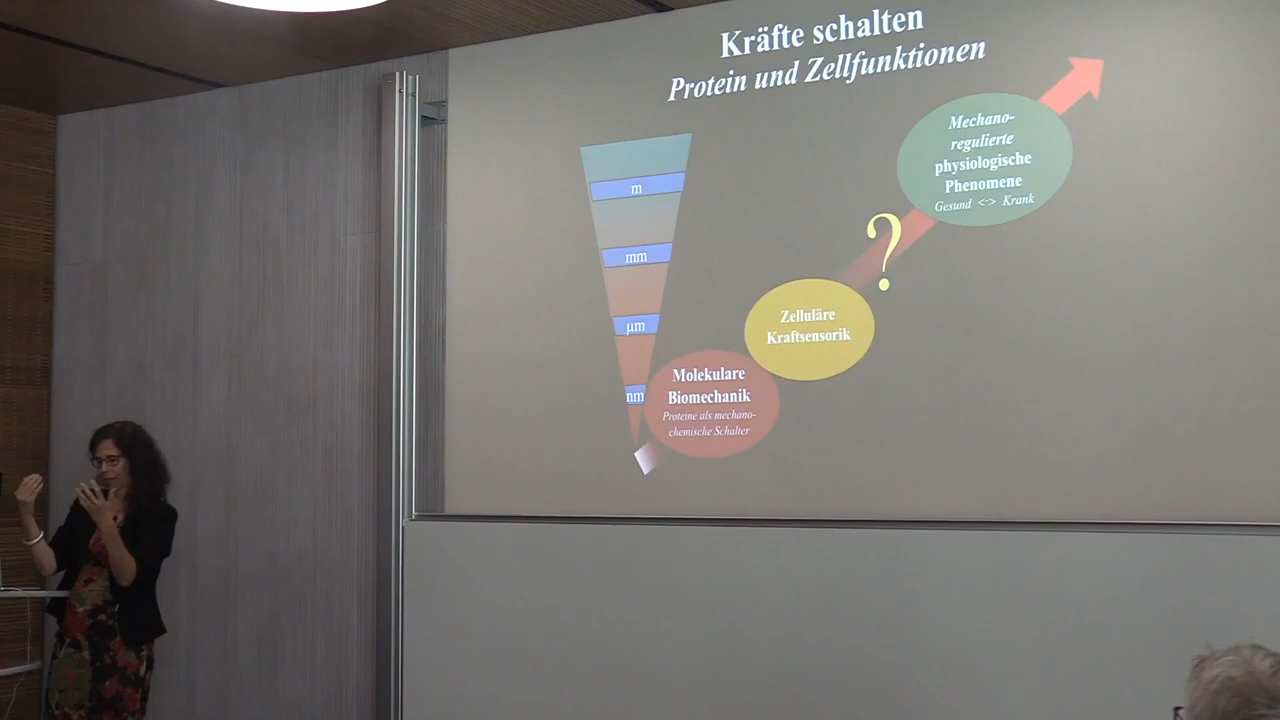 Kräfte schalten
Protein und Zellfunktionen
m
mm
µm
nm
Mechano-
regulierte
physiologische
Phenomene
Gesund <-> Krank
?
Zelluläre
Kraftsensorik
Molekulare
Biomechanik
Proteine als mechano-
chemische Schalter